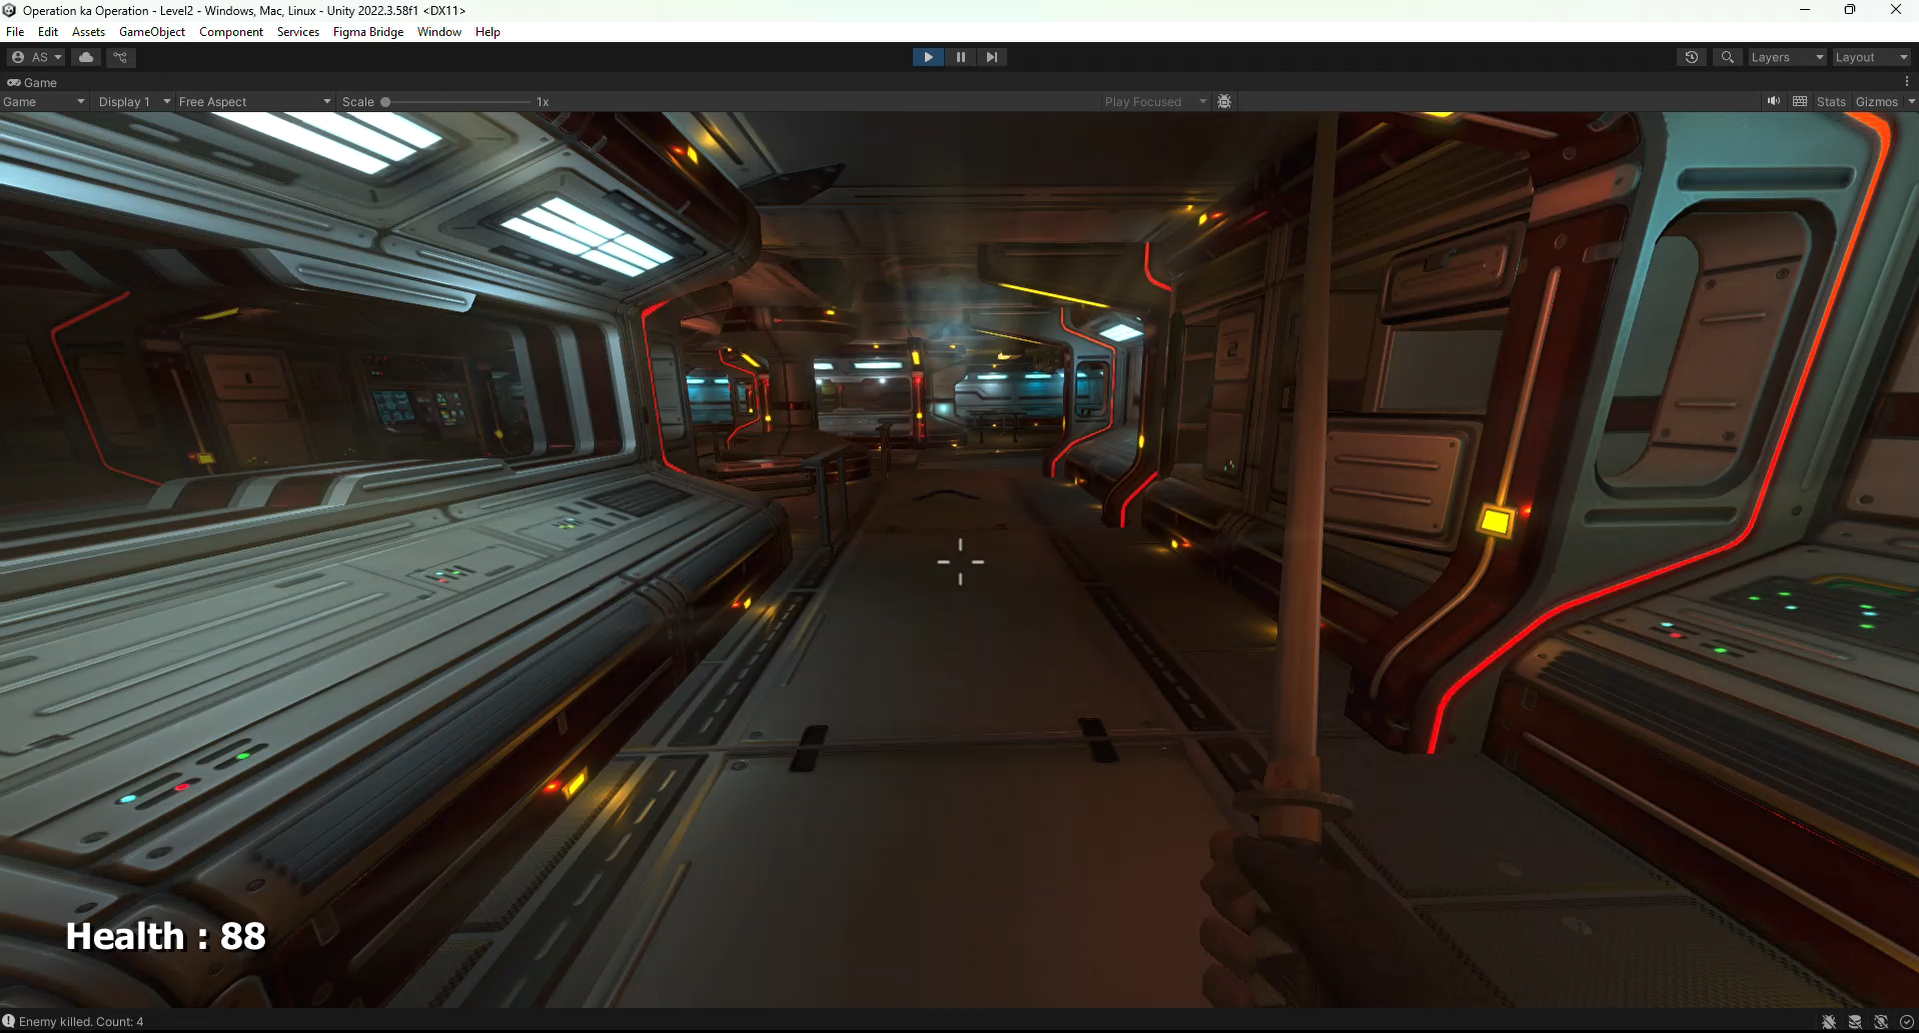 Operation ka Operation - Level2 - Windows, Mac, Linux - Unity 2022.3.58f1 <DX11>
File Edit Assets GameObject Component Services Figma Bridge Window Help
AS Layers Layout
Game
Game Display 1 Free Aspect Scale 1x Play Focused Stats Gizmos
2
Health : 88
Enemy killed. Count: 4